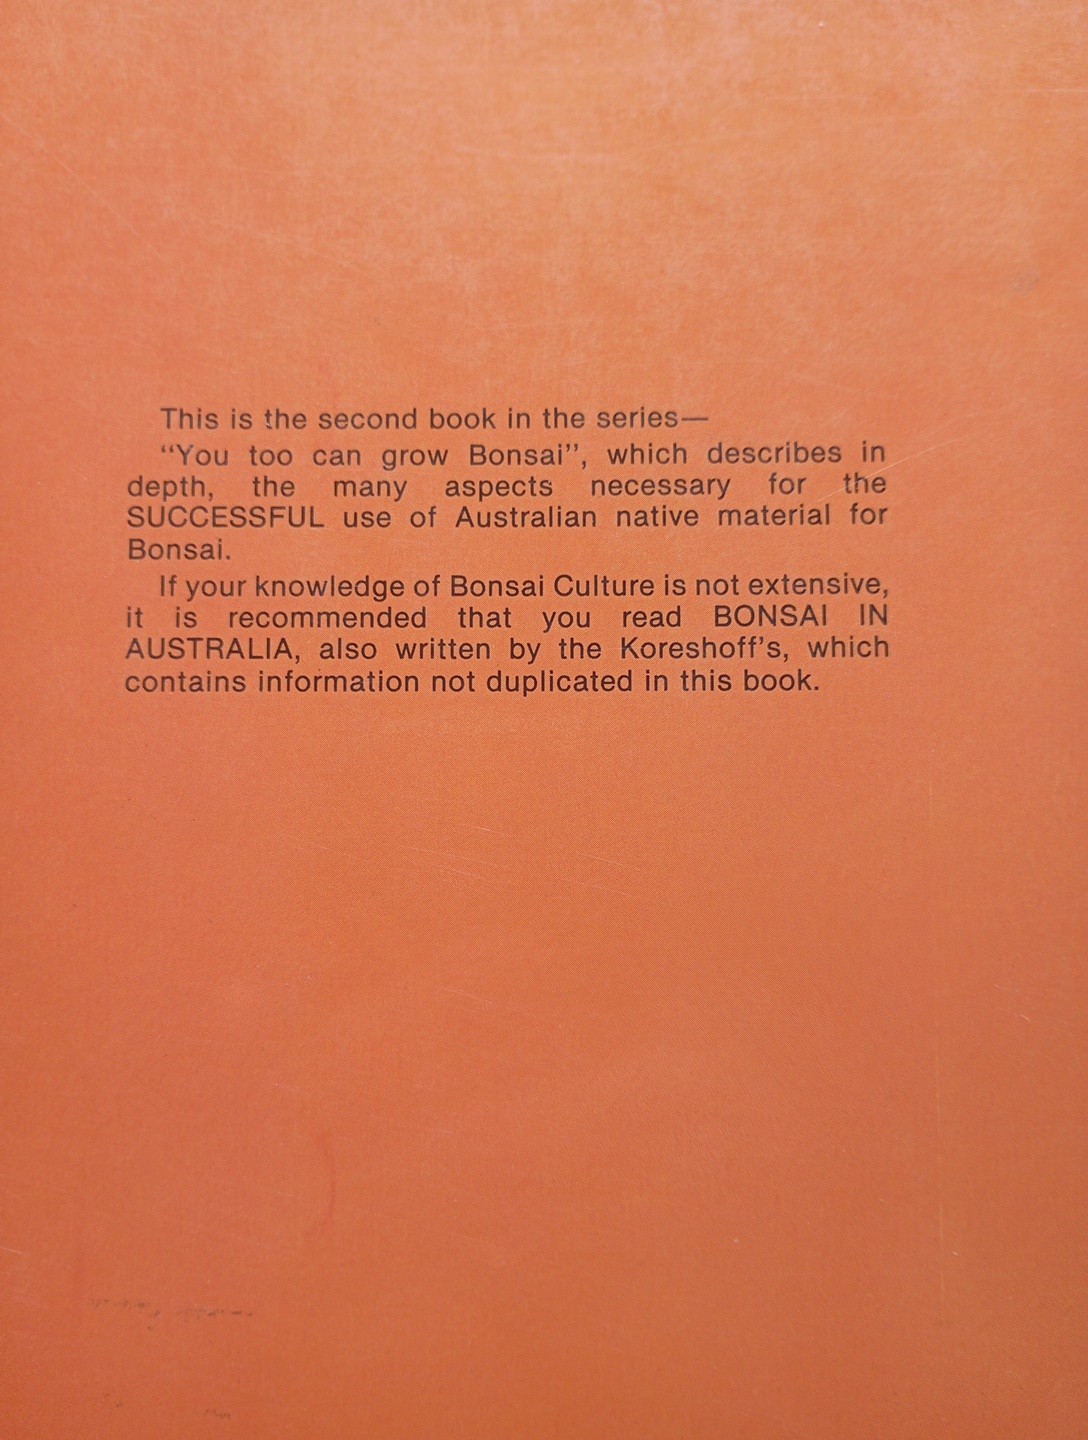 This is the second book in the series—
“You too can grow Bonsai”, which describes in
depth, the many aspects necessary for the
SUCCESSFUL use of Australian native material for
Bonsai.
If your knowledge of Bonsai Culture is not extensive,
it is recommended that you read BONSAI IN
AUSTRALIA, also written by the Koreshoff’s, which
contains information not duplicated in this book.